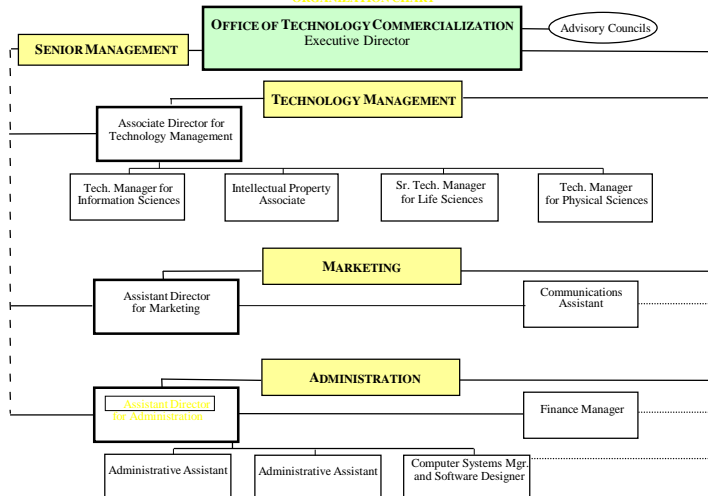 OFFICE OF TECHNOLOGY COMMERCIALIZATION
Executive Director
Advisory Councils
SENIOR MANAGEMENT
TECHNOLOGY MANAGEMENT
Associate Director for
Technology Management
Tech. Manager for
Information Sciences
Intellectual Property
Associate
Sr. Tech. Manager
for Life Sciences
Tech. Manager
for Physical Sciences
MARKETING
Assistant Director
for Marketing
Communications
Assistant
ADMINISTRATION
Assistant Director
for Administration
Finance Manager
Administrative Assistant
Administrative Assistant
Computer Systems Mgr.
and Software Designer